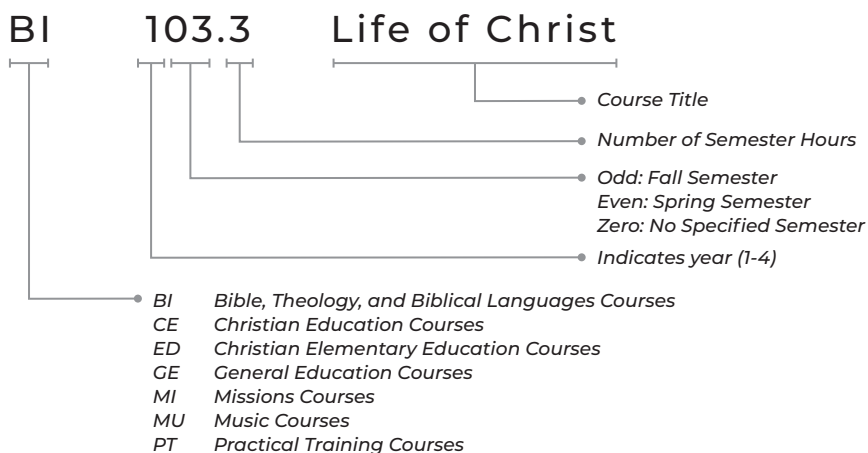 BI 103.3 Life of Christ
Course Title
Number of Semester Hours
Odd: Fall Semester
Even: Spring Semester
Zero: No Specified Semester
Indicates year (1-4)
BI Bible, Theology, and Biblical Languages Courses
CE Christian Education Courses
ED Christian Elementary Education Courses
GE General Education Courses
MI Missions Courses
MU Music Courses
PT Practical Training Courses